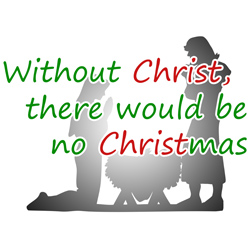 Without Christ,
there would be
no Christmas